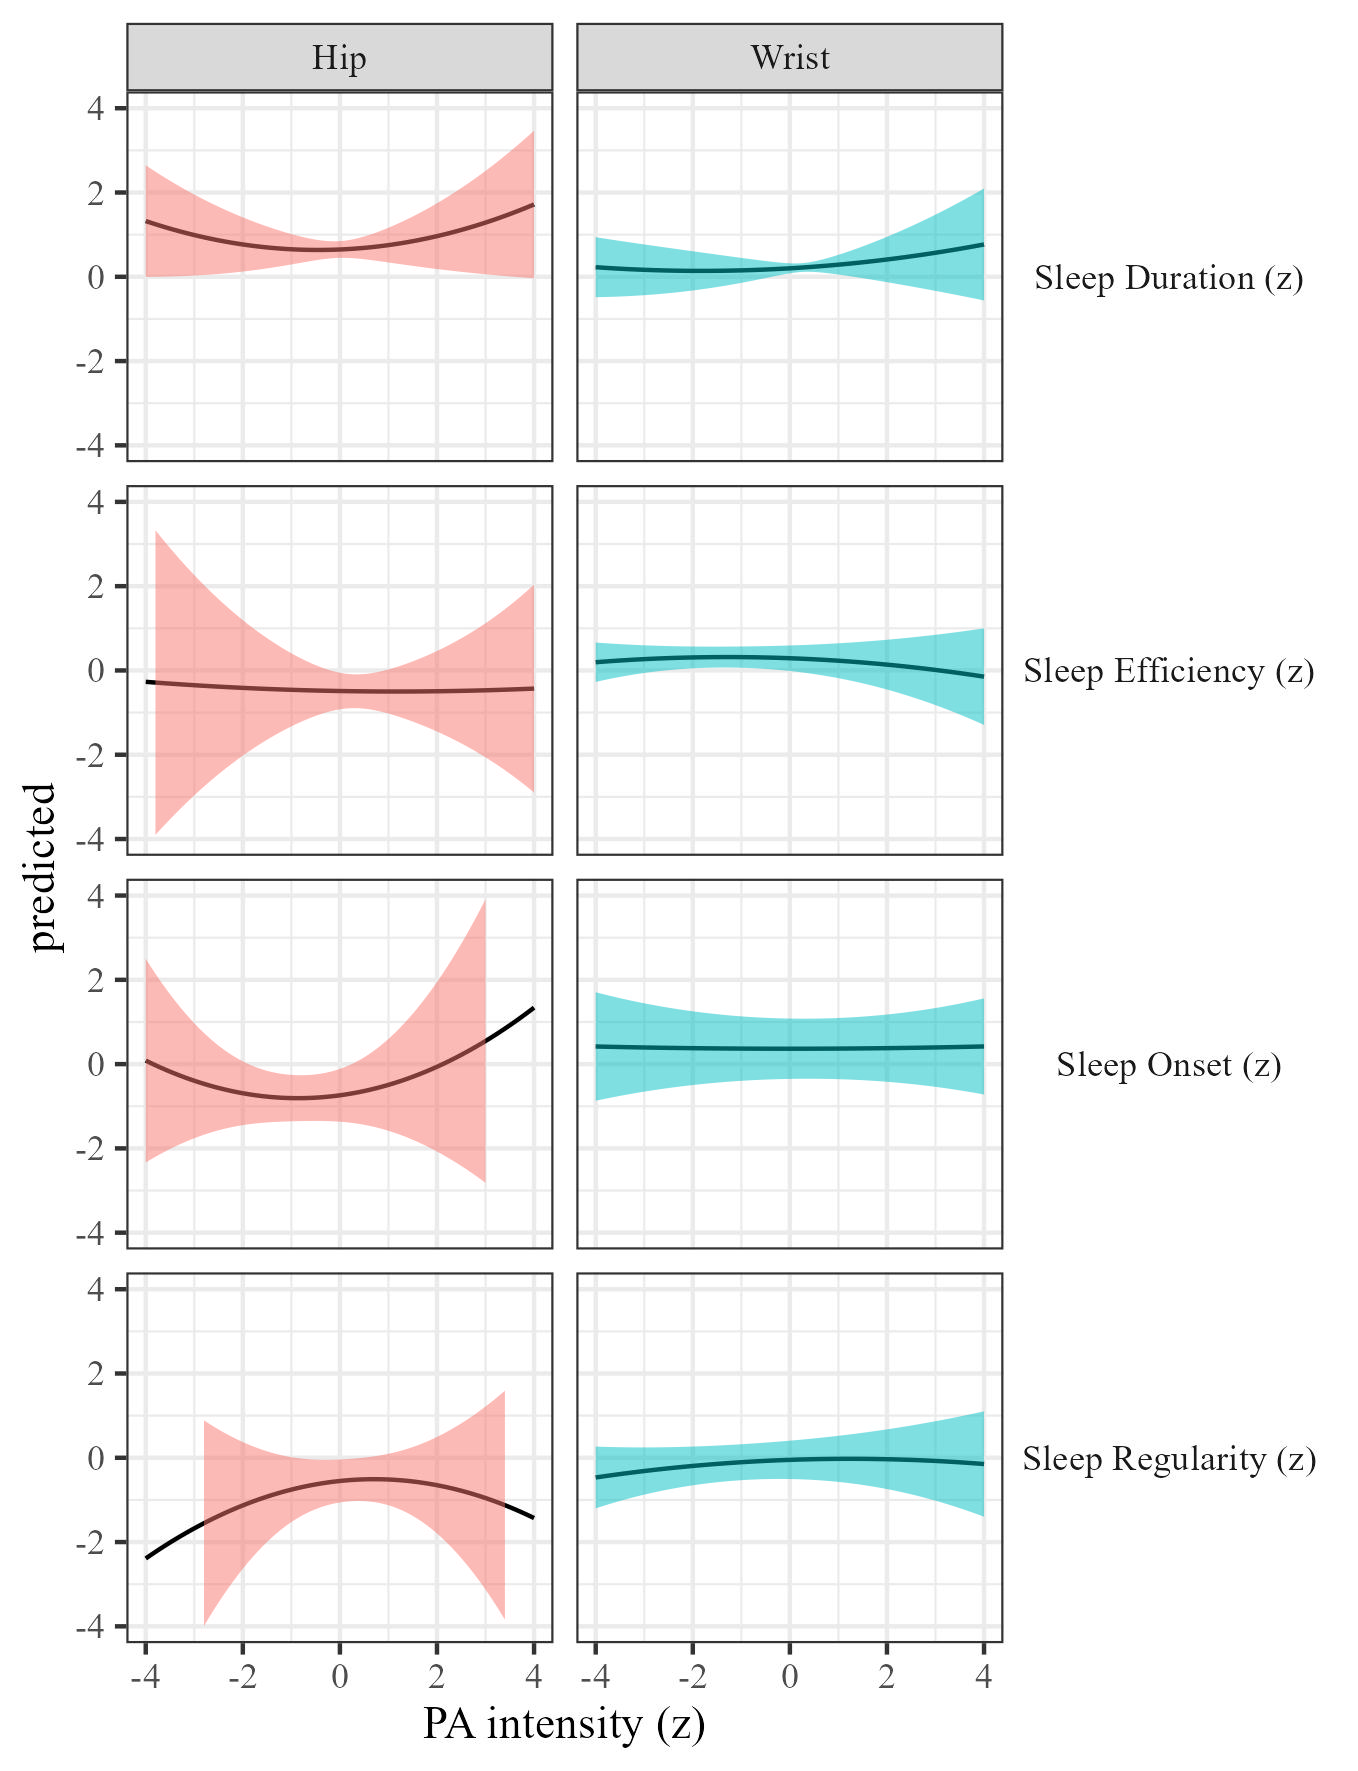 Hip
Wrist
4
2
0
-2
-4
Sleep Duration (z)
4
2
0
-2
-4
Sleep Efficiency (z)
predicted
4
2
0
-2
-4
Sleep Onset (z)
4
2
0
-2
-4
Sleep Regularity (z)
-4 -2 0 2 4
-4 -2 0 2 4
PA intensity (z)